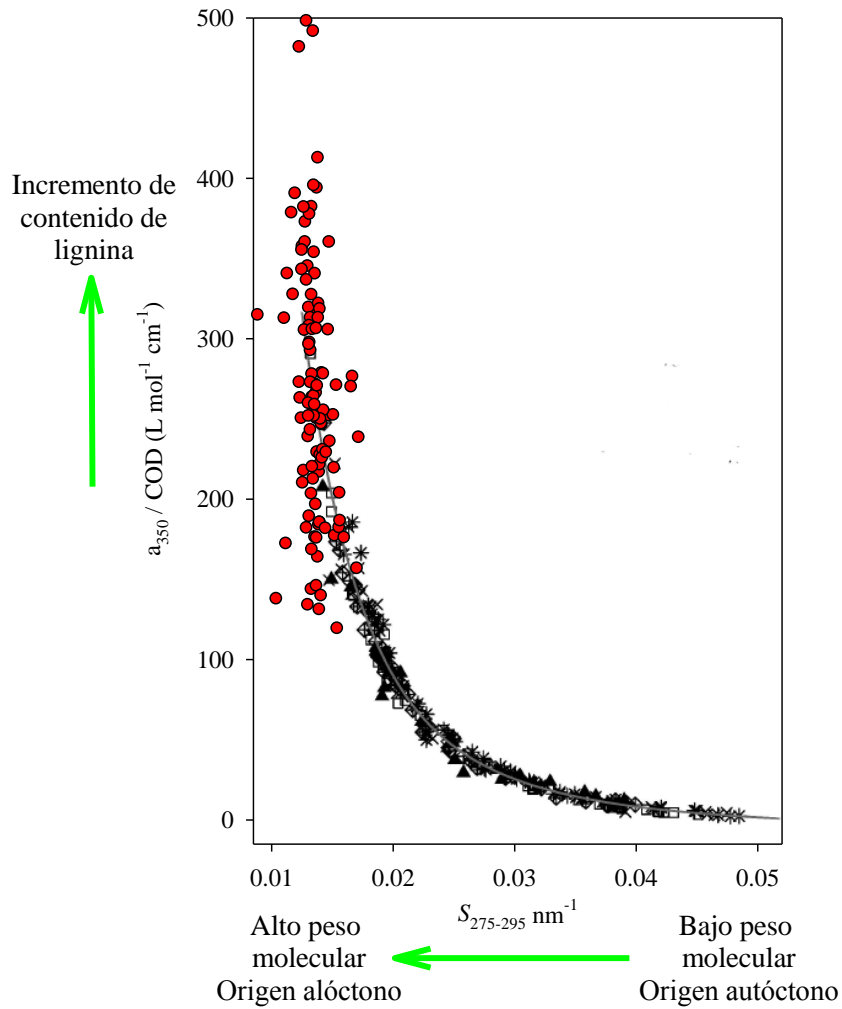 500
400
300
200
100
0
Incremento de
contenido de
lignina
a350 / COD (L mol-1 cm-1)
0.01 0.02 0.03 0.04 0.05
S275-295 nm-1
Alto peso
molecular
Origen alóctono
Bajo peso
molecular
Origen autóctono